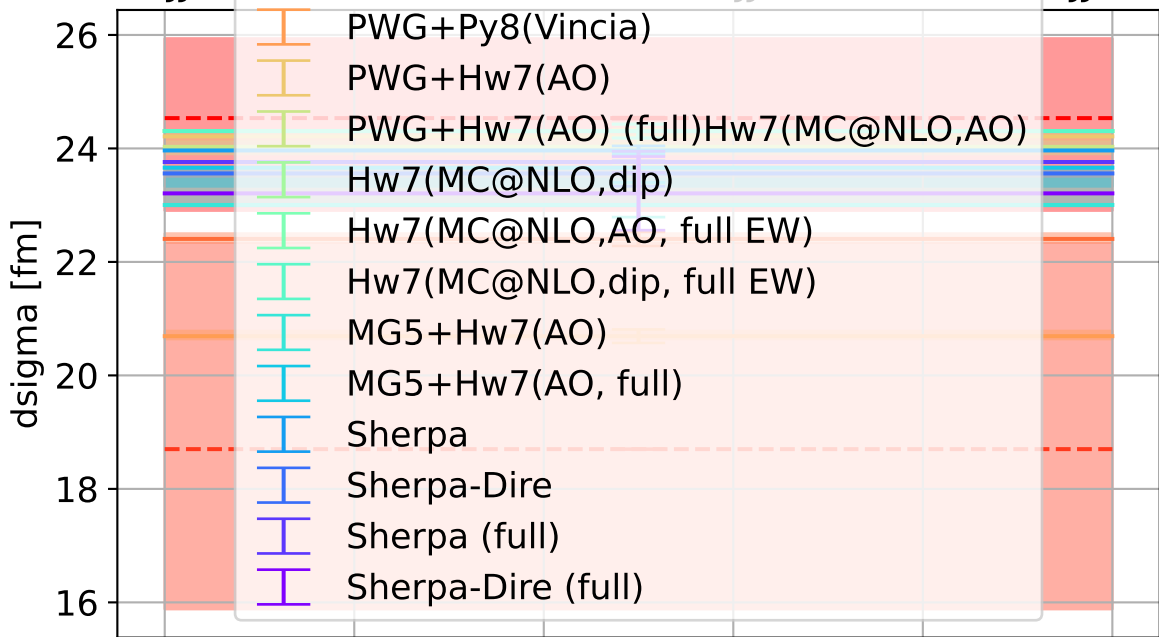 26
24
22
20
18
16
dsigma [fm]
PWG+Py8(Vincia)
PWG+Hw7(AO)
PWG+Hw7(AO) (full)Hw7(MC@NLO,AO)
Hw7(MC@NLO,dip)
Hw7(MC@NLO,AO, full EW)
Hw7(MC@NLO,dip, full EW)
MG5+Hw7(AO)
MG5+Hw7(AO, full)
Sherpa
Sherpa-Dire
Sherpa (full)
Sherpa-Dire (full)